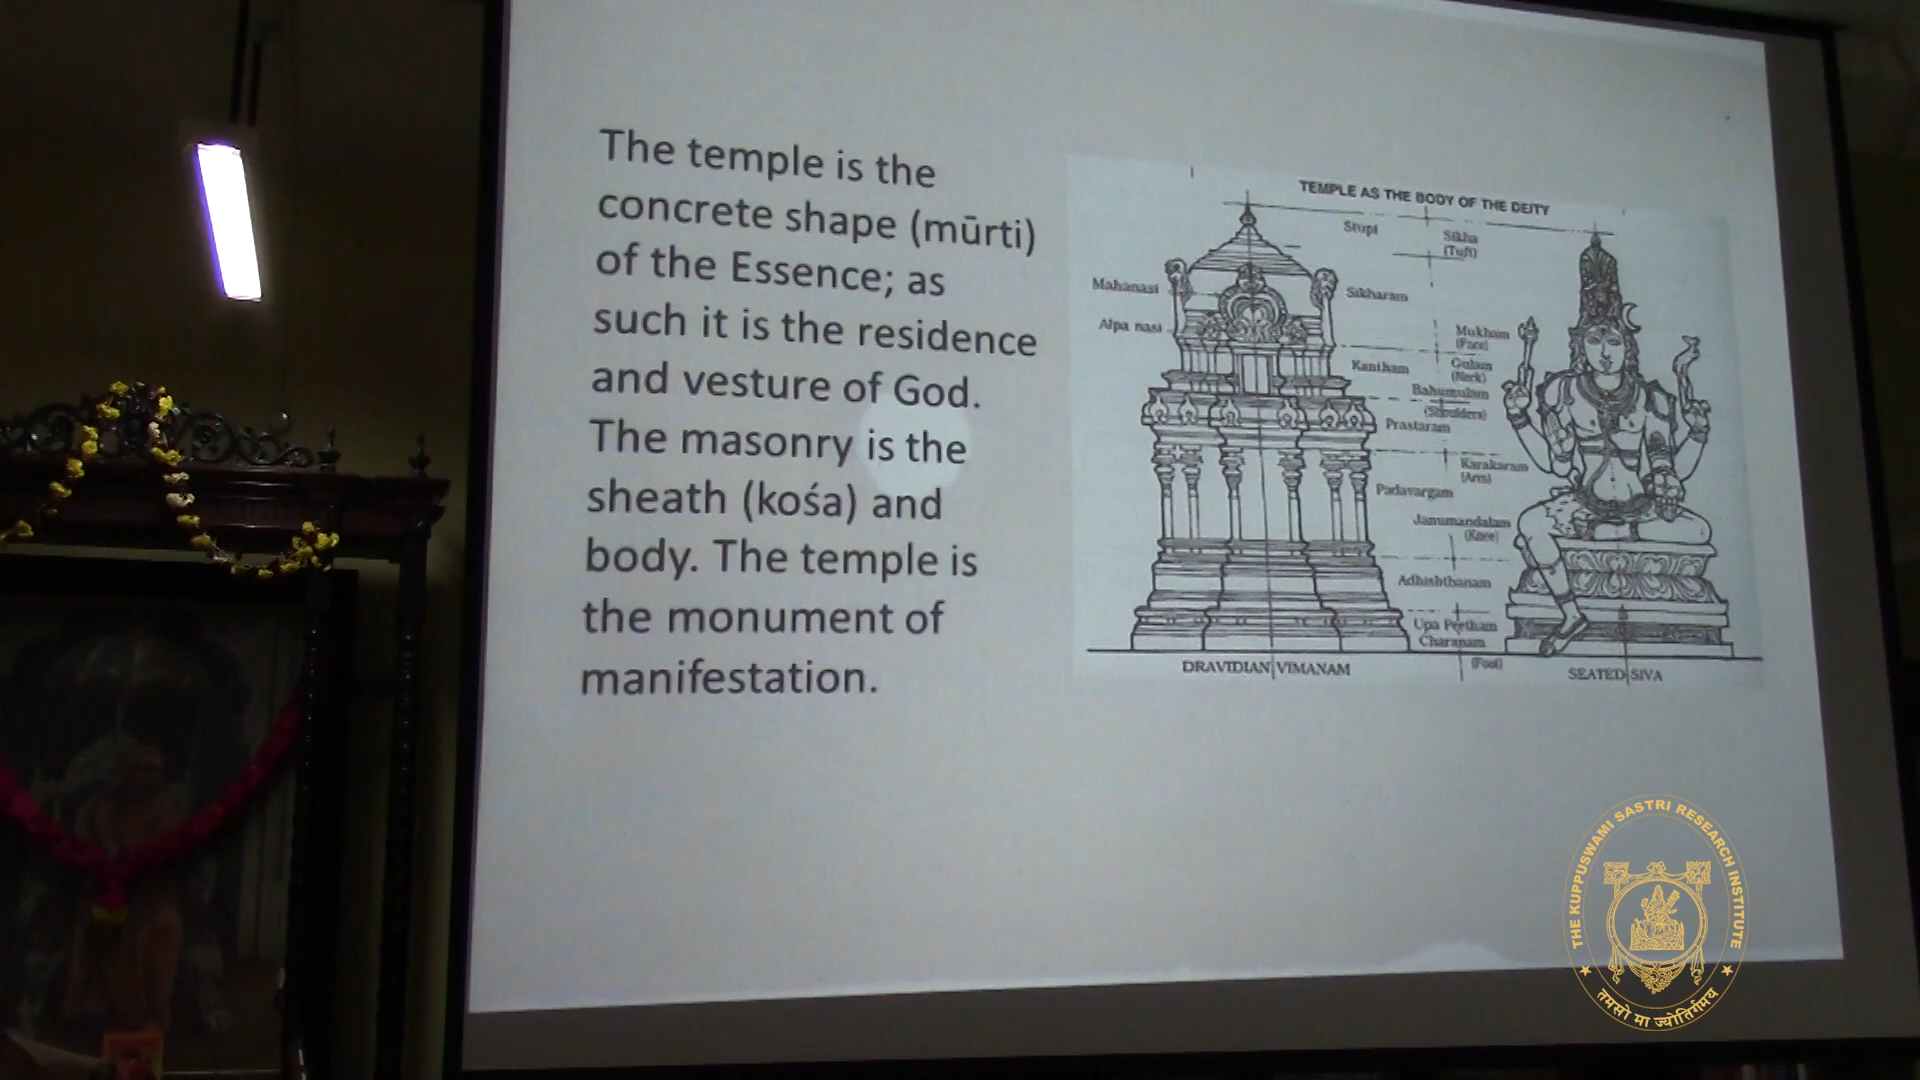 The temple is the
concrete shape (mūrti)
of the Essence; as
such it is the residence
and vesture of God.
The masonry is the
sheath (kośa) and
body. The temple is
the monument of
manifestation.
TEMPLE AS THE BODY OF THE DEITY
Stupi
Sikha
(Tuft)
Mahanasi
Sikharam
Alpa nasi
Mukham
(Face)
Kantham
Galam
(Neck)
Bahumulam
(Shoulders)
Prastaram
Karakaram
(Arm)
Padavargam
Janumandalam
(Knee)
Adhishthanam
Upa Peetham
Charanam
(Foot)
DRAVIDIAN VIMANAM
SEATED SIVA
THE KUPPUSWAMI SASTRI RESEARCH INSTITUTE
तमसो मा ज्योतिर्गमय